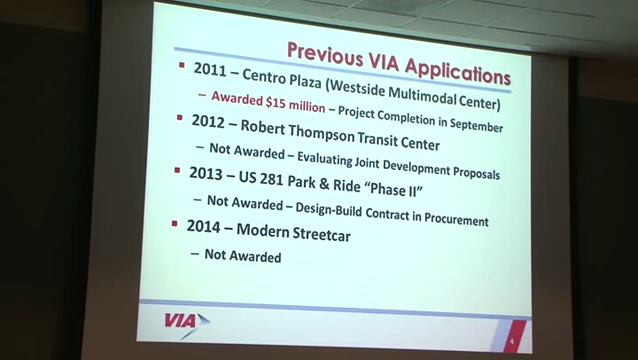 Previous VIA Applications
▪ 2011 – Centro Plaza (Westside Multimodal Center)
– Awarded $15 million – Project Completion in September
▪ 2012 – Robert Thompson Transit Center
– Not Awarded – Evaluating Joint Development Proposals
▪ 2013 – US 281 Park & Ride “Phase II”
– Not Awarded – Design-Build Contract in Procurement
▪ 2014 – Modern Streetcar
– Not Awarded
VIA